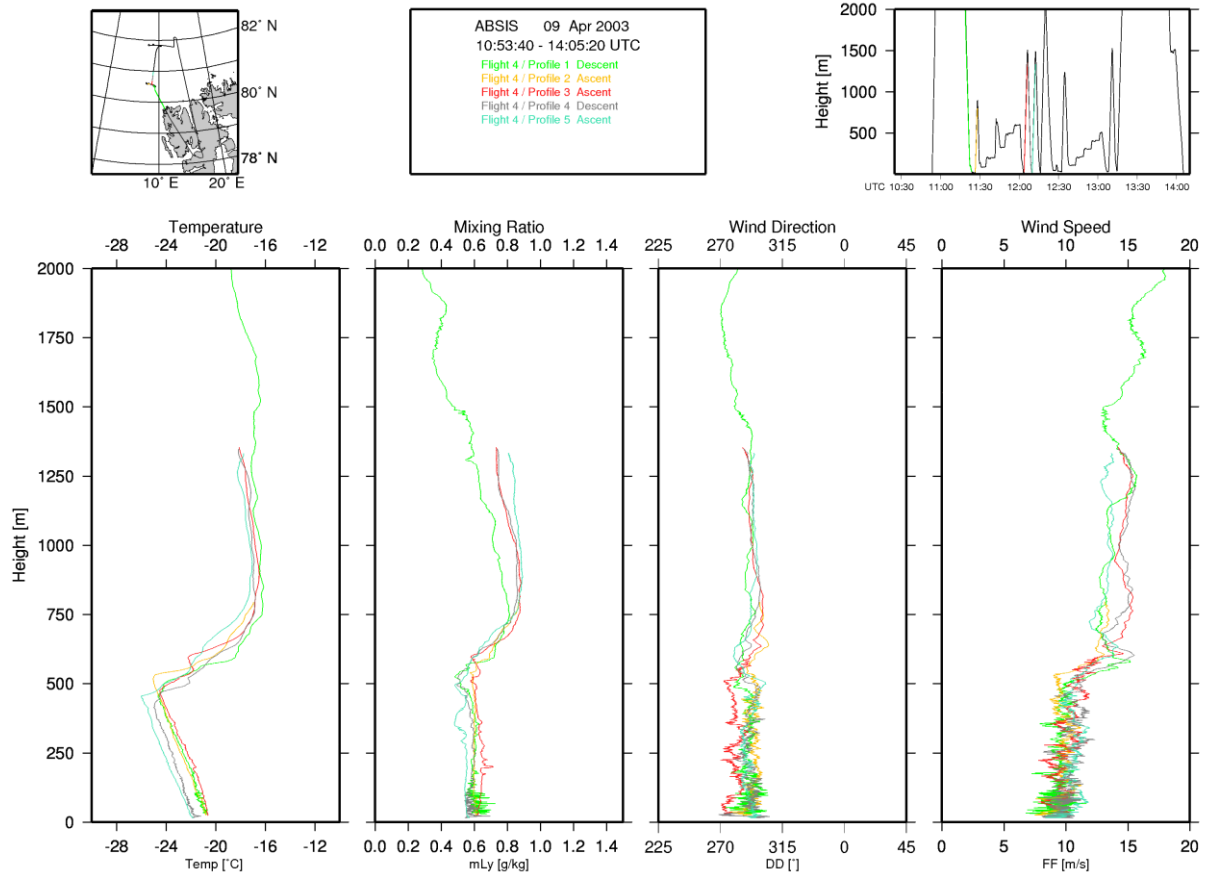 82° N
80° N
78° N
10° E 20° E
ABSIS 09 Apr 2003
10:53:40 - 14:05:20 UTC
Flight 4 / Profile 1 Descent
Flight 4 / Profile 2 Ascent
Flight 4 / Profile 3 Ascent
Flight 4 / Profile 4 Descent
Flight 4 / Profile 5 Ascent
Height [m]
2000
1500
1000
500
UTC 10:30 11:00 11:30 12:00 12:30 13:00 13:30 14:00
Temperature
-28 -24 -20 -16 -12
Mixing Ratio
0.0 0.2 0.4 0.6 0.8 1.0 1.2 1.4
Wind Direction
225 270 315 0 45
Wind Speed
0 5 10 15 20
Height [m]
2000
1750
1500
1250
1000
750
500
250
0
-28 -24 -20 -16 -12
Temp [°C]
0.0 0.2 0.4 0.6 0.8 1.0 1.2 1.4
mLy [g/kg]
225 270 315 0 45
DD [°]
0 5 10 15 20
FF [m/s]